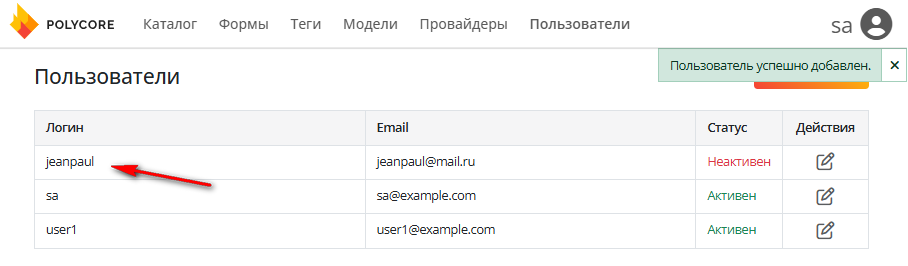 POLYCORE Каталог Формы Теги Модели Провайдеры Пользователи sa
Пользователь успешно добавлен. ×
Пользователи
Логин Email Статус Действия
jeanpaul jeanpaul@mail.ru Неактивен
sa sa@example.com Активен
user1 user1@example.com Активен